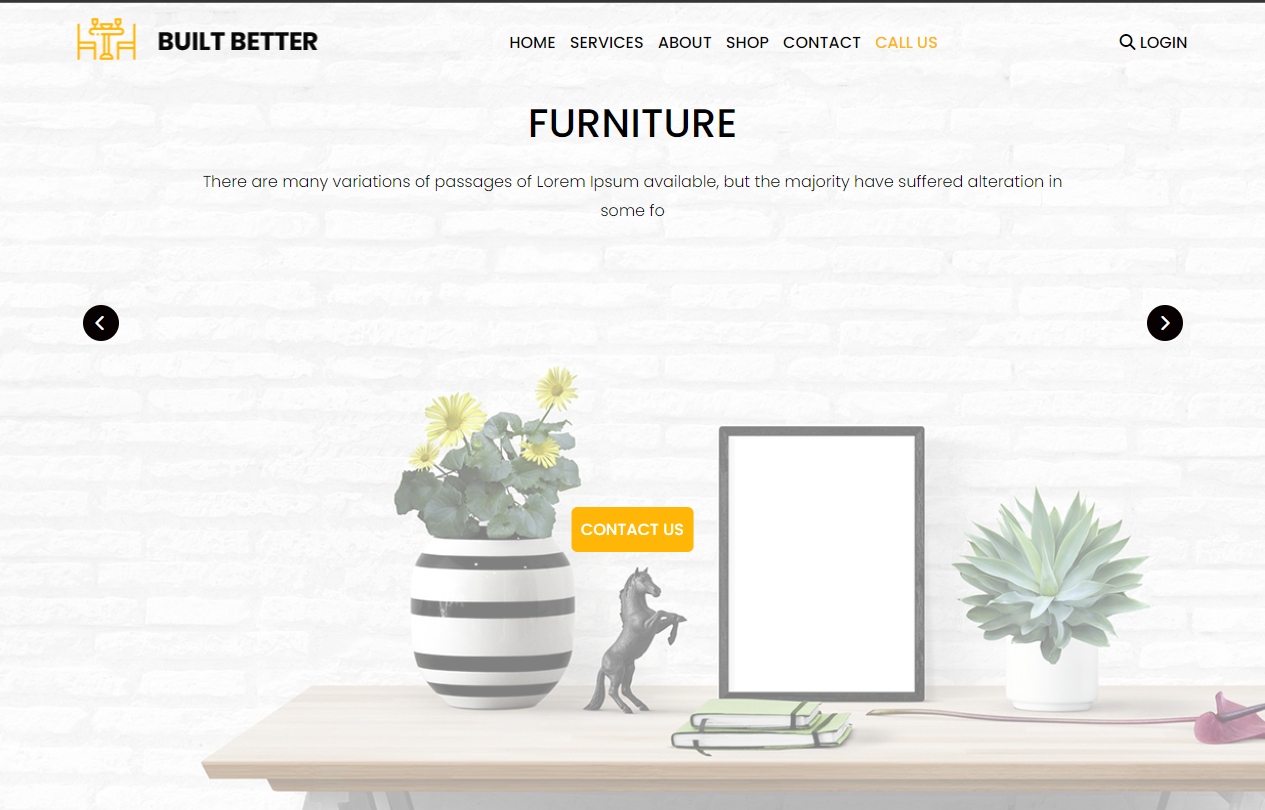 BUILT BETTER
HOME SERVICES ABOUT SHOP CONTACT CALL US
LOGIN
FURNITURE
There are many variations of passages of Lorem Ipsum available, but the majority have suffered alteration in
some fo
CONTACT US